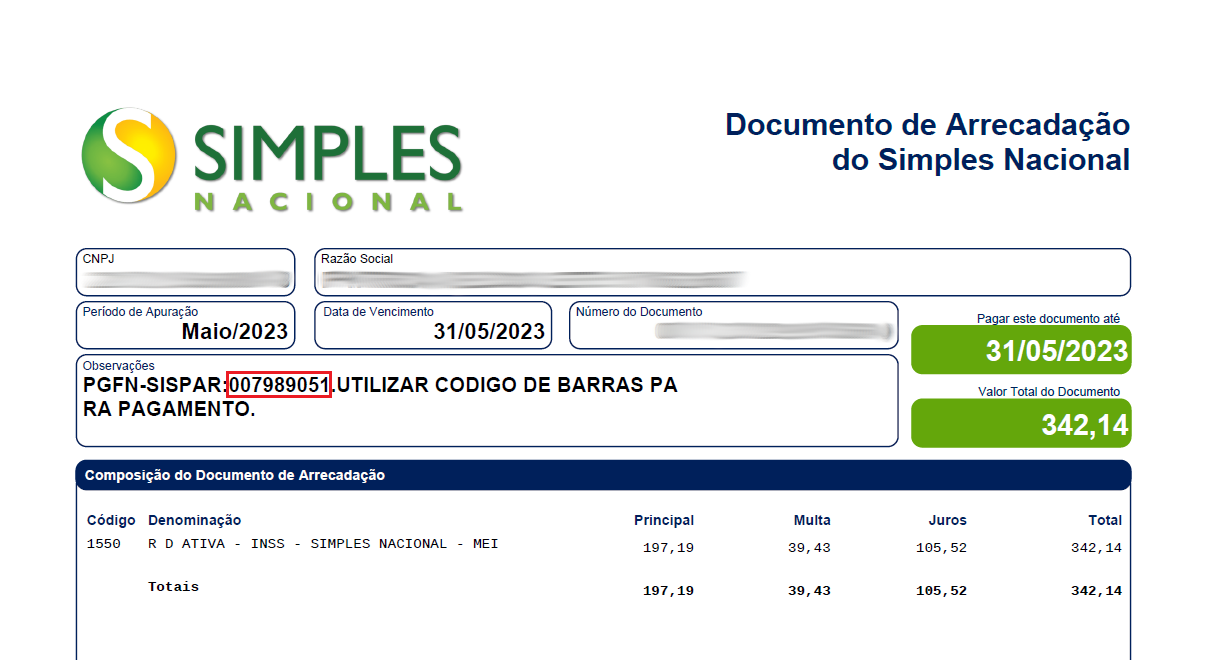 SIMPLES
NACIONAL
Documento de Arrecadação
do Simples Nacional
CNPJ
Razão Social
Período de Apuração
Maio/2023
Data de Vencimento
31/05/2023
Número do Documento
Pagar este documento até
31/05/2023
Observações
PGFN-SISPAR:007989051.UTILIZAR CODIGO DE BARRAS PA
RA PAGAMENTO.
Valor Total do Documento
342,14
Composição do Documento de Arrecadação
Código Denominação Principal Multa Juros Total
1550 R D ATIVA - INSS - SIMPLES NACIONAL - MEI 197,19 39,43 105,52 342,14
Totais 197,19 39,43 105,52 342,14